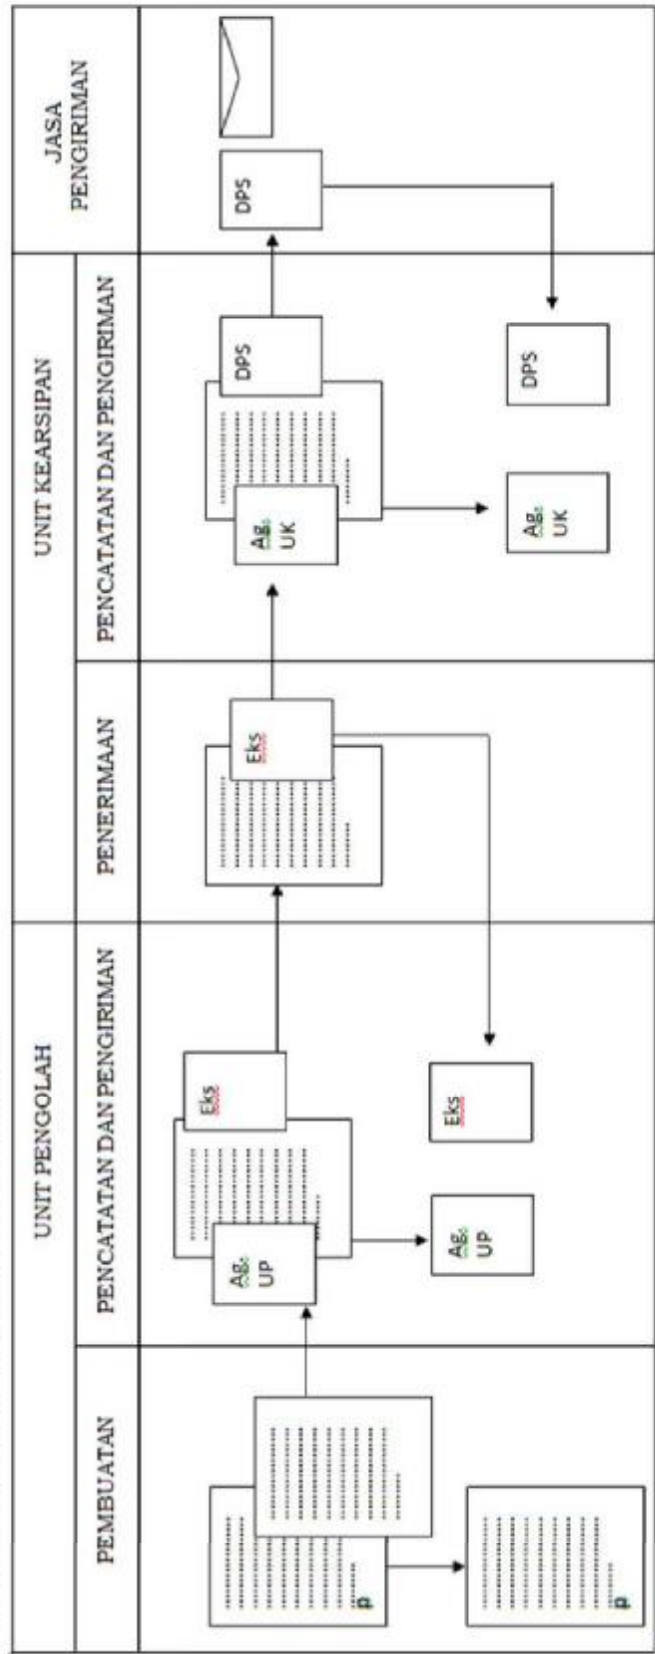 UNIT PENGOLAH
UNIT KEARSIPAN
JASA
PENGIRIMAN
PEMBUATAN
PENCATATAN DAN PENGIRIMAN
PENERIMAAN
PENCATATAN DAN PENGIRIMAN
p
p
Ag.
UP
Eks
Ag.
UP
Eks
Eks
Ag.
UK
DPS
Ag.
UK
DPS
DPS